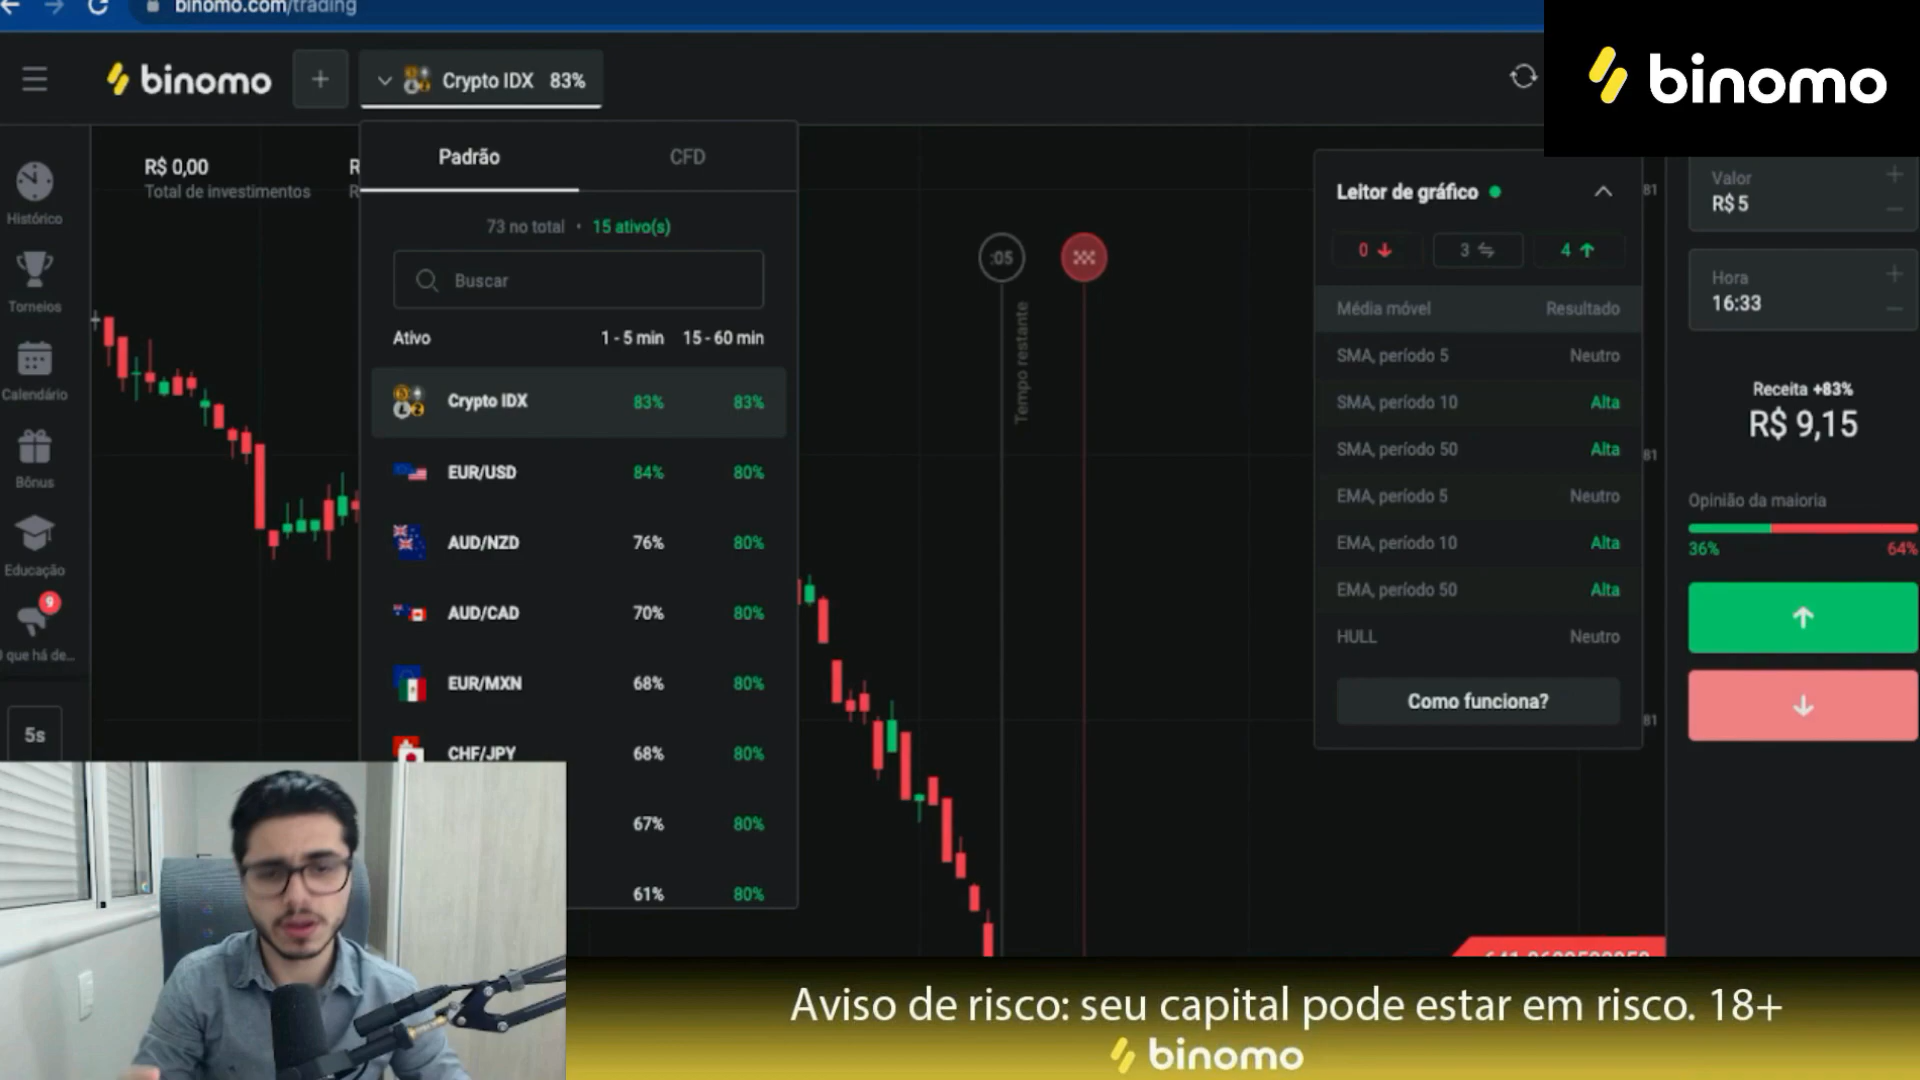 binomo.com/trading
binomo
Crypto IDX 83%
binomo
R$ 0,00
Total de investimentos
Histórico
Torneios
Calendário
Bônus
Educação
9
O que há de...
5s
Padrão CFD
73 no total • 15 ativo(s)
Buscar
Ativo 1 - 5 min 15 - 60 min
Crypto IDX 83% 83%
EUR/USD 84% 80%
AUD/NZD 76% 80%
AUD/CAD 70% 80%
EUR/MXN 68% 80%
CHF/JPY 68% 80%
67% 80%
61% 80%
:05
Tempo restante
Leitor de gráfico
0 3 4
Média móvel Resultado
SMA, período 5 Neutro
SMA, período 10 Alta
SMA, período 50 Alta
EMA, período 5 Neutro
EMA, período 10 Alta
EMA, período 50 Alta
HULL Neutro
Como funciona?
81
81
81
Valor
R$ 5
Hora
16:33
Receita +83%
R$ 9,15
Opinião da maioria
36% 64%
Aviso de risco: seu capital pode estar em risco. 18+
binomo